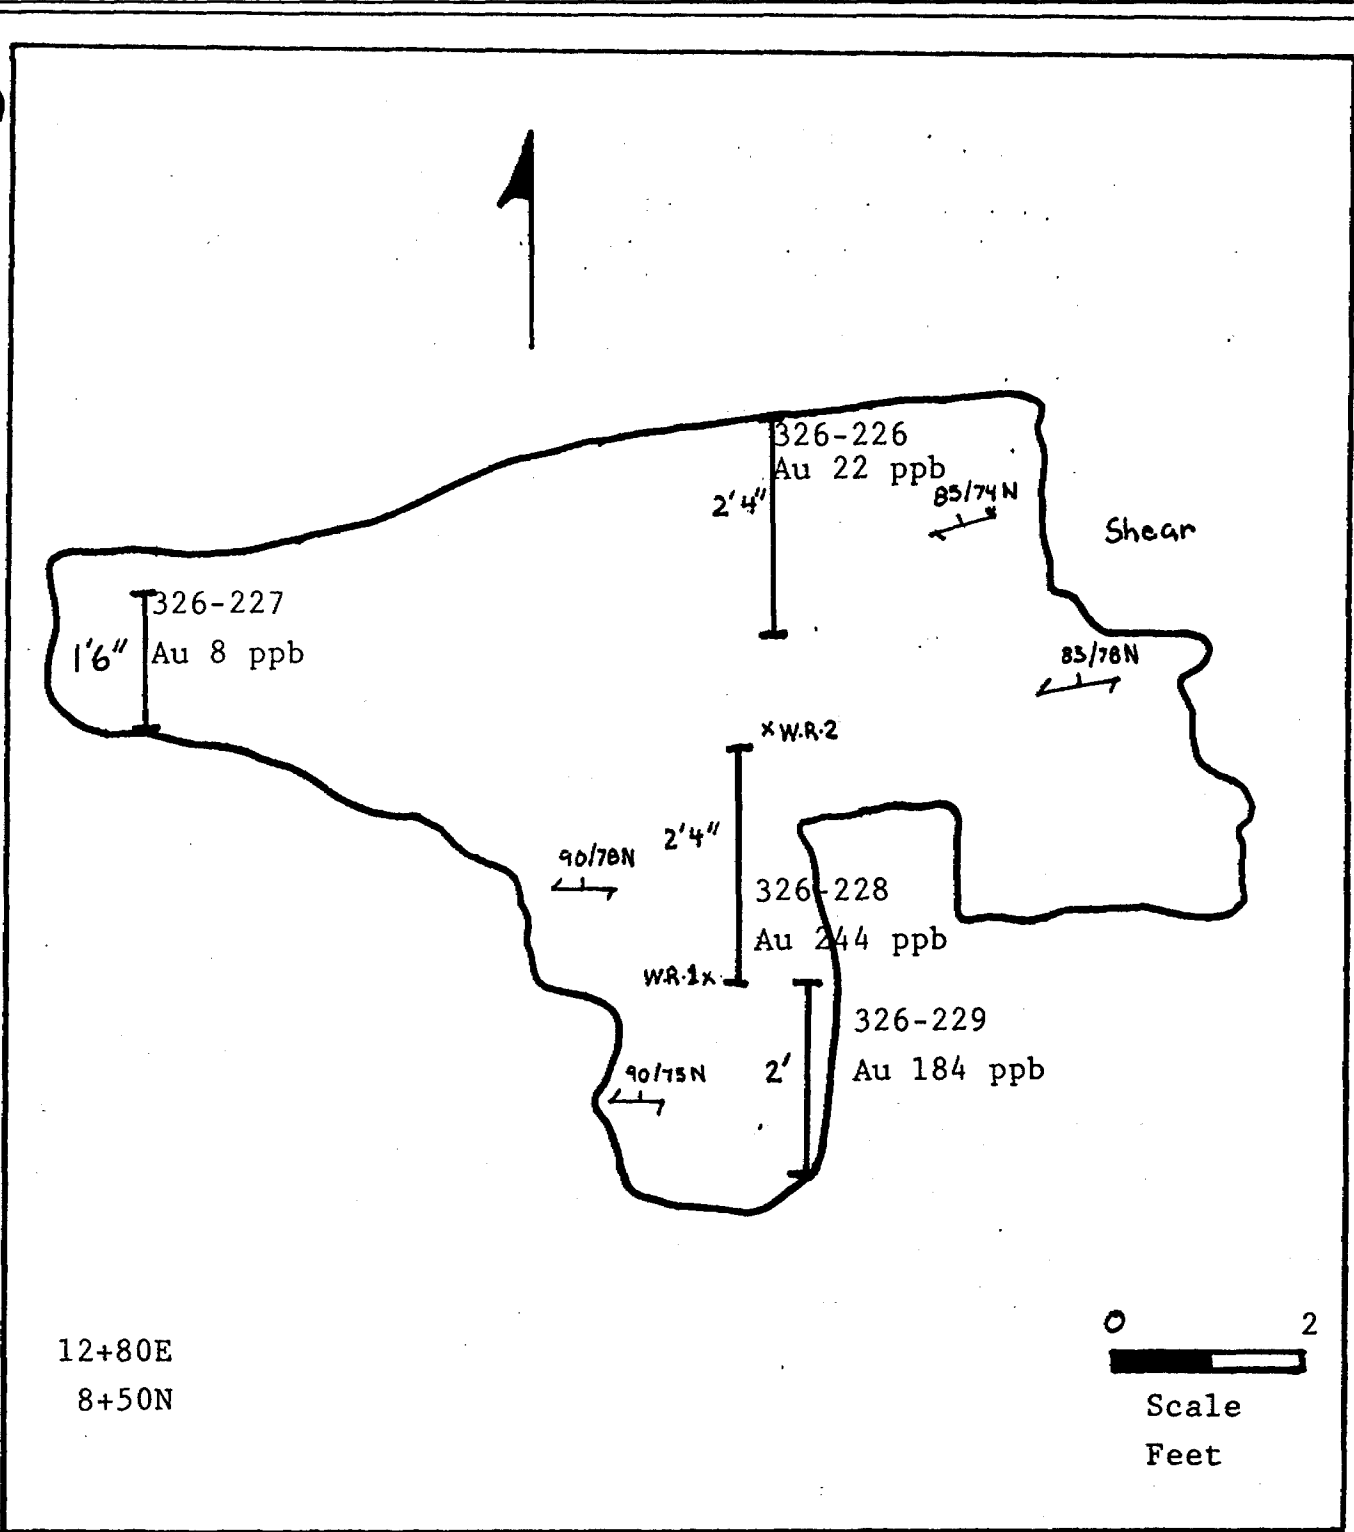 326-226
Au 22 ppb
2'4"
85/74N
Shear
326-227
1'6"
Au 8 ppb
83/78N
x W.R.2
2'4"
90/78N
326-228
Au 244 ppb
W.R.1x
326-229
2'
Au 184 ppb
90/75N
0 2
12+80E
8+50N
Scale
Feet